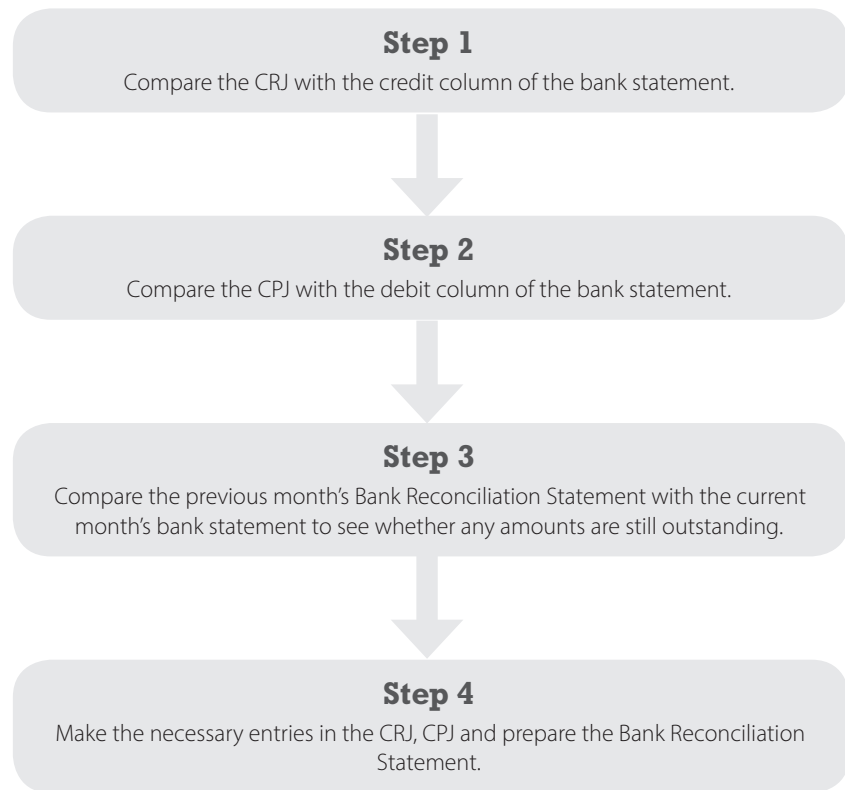 Step 1
Compare the CRJ with the credit column of the bank statement.
Step 2
Compare the CPJ with the debit column of the bank statement.
Step 3
Compare the previous month’s Bank Reconciliation Statement with the current
month’s bank statement to see whether any amounts are still outstanding.
Step 4
Make the necessary entries in the CRJ, CPJ and prepare the Bank Reconciliation
Statement.